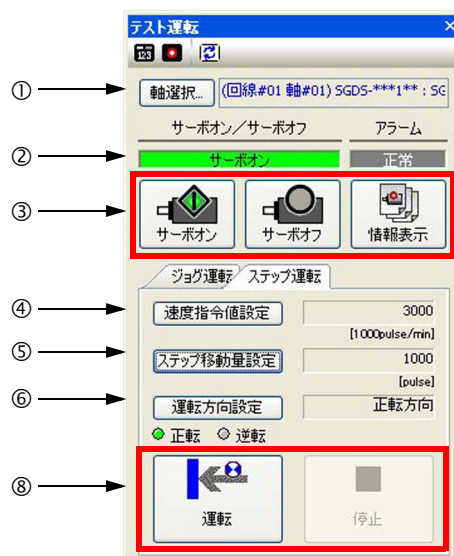 テスト運転 ×
123
① 軸選択... (回線#01 軸#01) SGDS-***1** : SG
サーボオン/サーボオフ アラーム
② サーボオン 正常
③ サーボオン サーボオフ 情報表示
ジョグ運転 ステップ運転
④ 速度指令値設定 3000
[1000pulse/min]
⑤ ステップ移動量設定 1000
[pulse]
⑥ 運転方向設定 正転方向
正転 逆転
⑧ 運転 停止